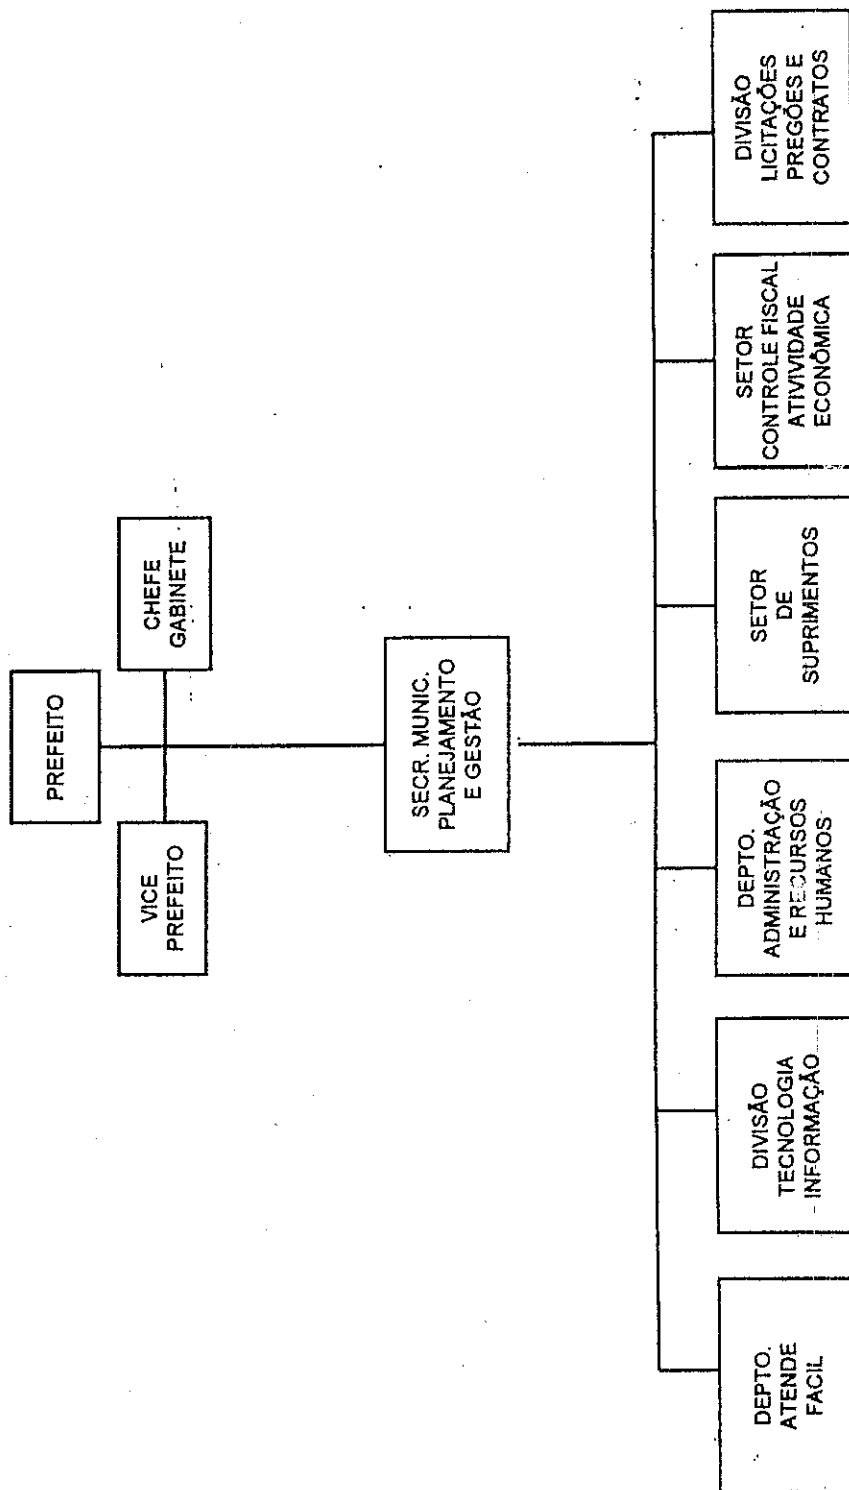 PREFEITO
VICE
PREFEITO
CHEFE
GABINETE
SECR. MUNIC.
PLANEJAMENTO
E GESTÃO
DEPTO.
ATENDE
FACIL
DIVISÃO
TECNOLOGIA
INFORMAÇÃO
DEPTO.
ADMINISTRAÇÃO
E RECURSOS
HUMANOS
SETOR
DE
SUPRIMENTOS
SETOR
CONTROLE FISCAL
ATIVIDADE
ECONÔMICA
DIVISÃO
LICITAÇÕES
PREGÕES E
CONTRATOS